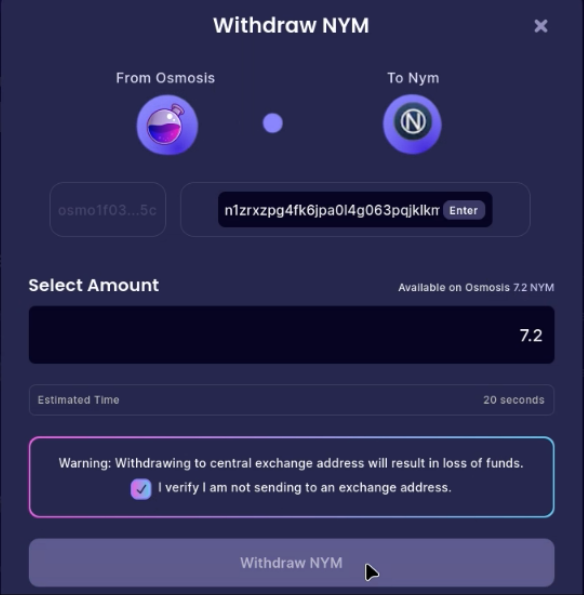 Withdraw NYM
From Osmosis
To Nym
osmo1f03...5c
n1zrxzpg4fk6jpa0l4g063pqjklkm
Enter
Select Amount
Available on Osmosis 7.2 NYM
7.2
Estimated Time
20 seconds
Warning: Withdrawing to central exchange address will result in loss of funds.
I verify I am not sending to an exchange address.
Withdraw NYM